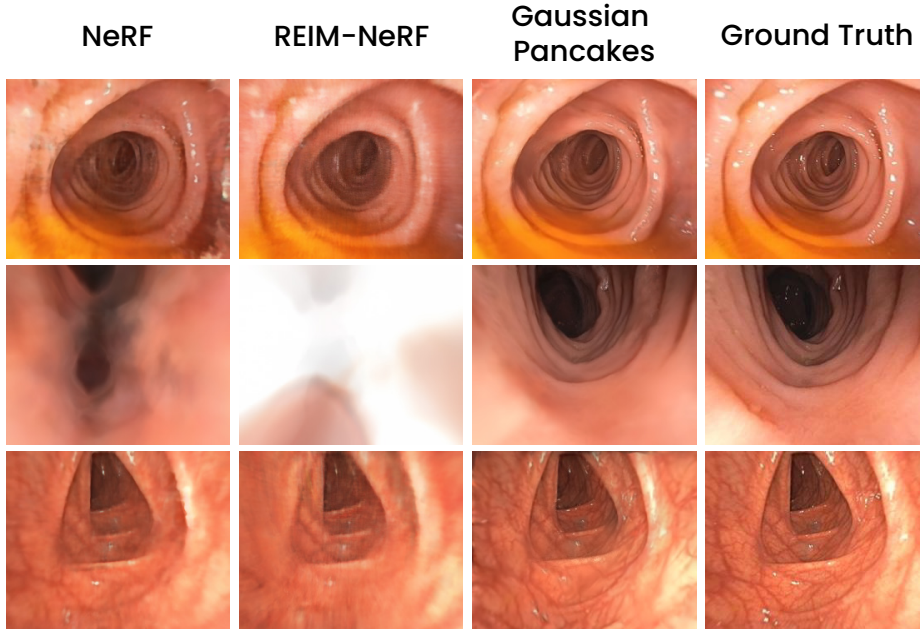 NeRF
REIM-NeRF
Gaussian
Pancakes
Ground Truth